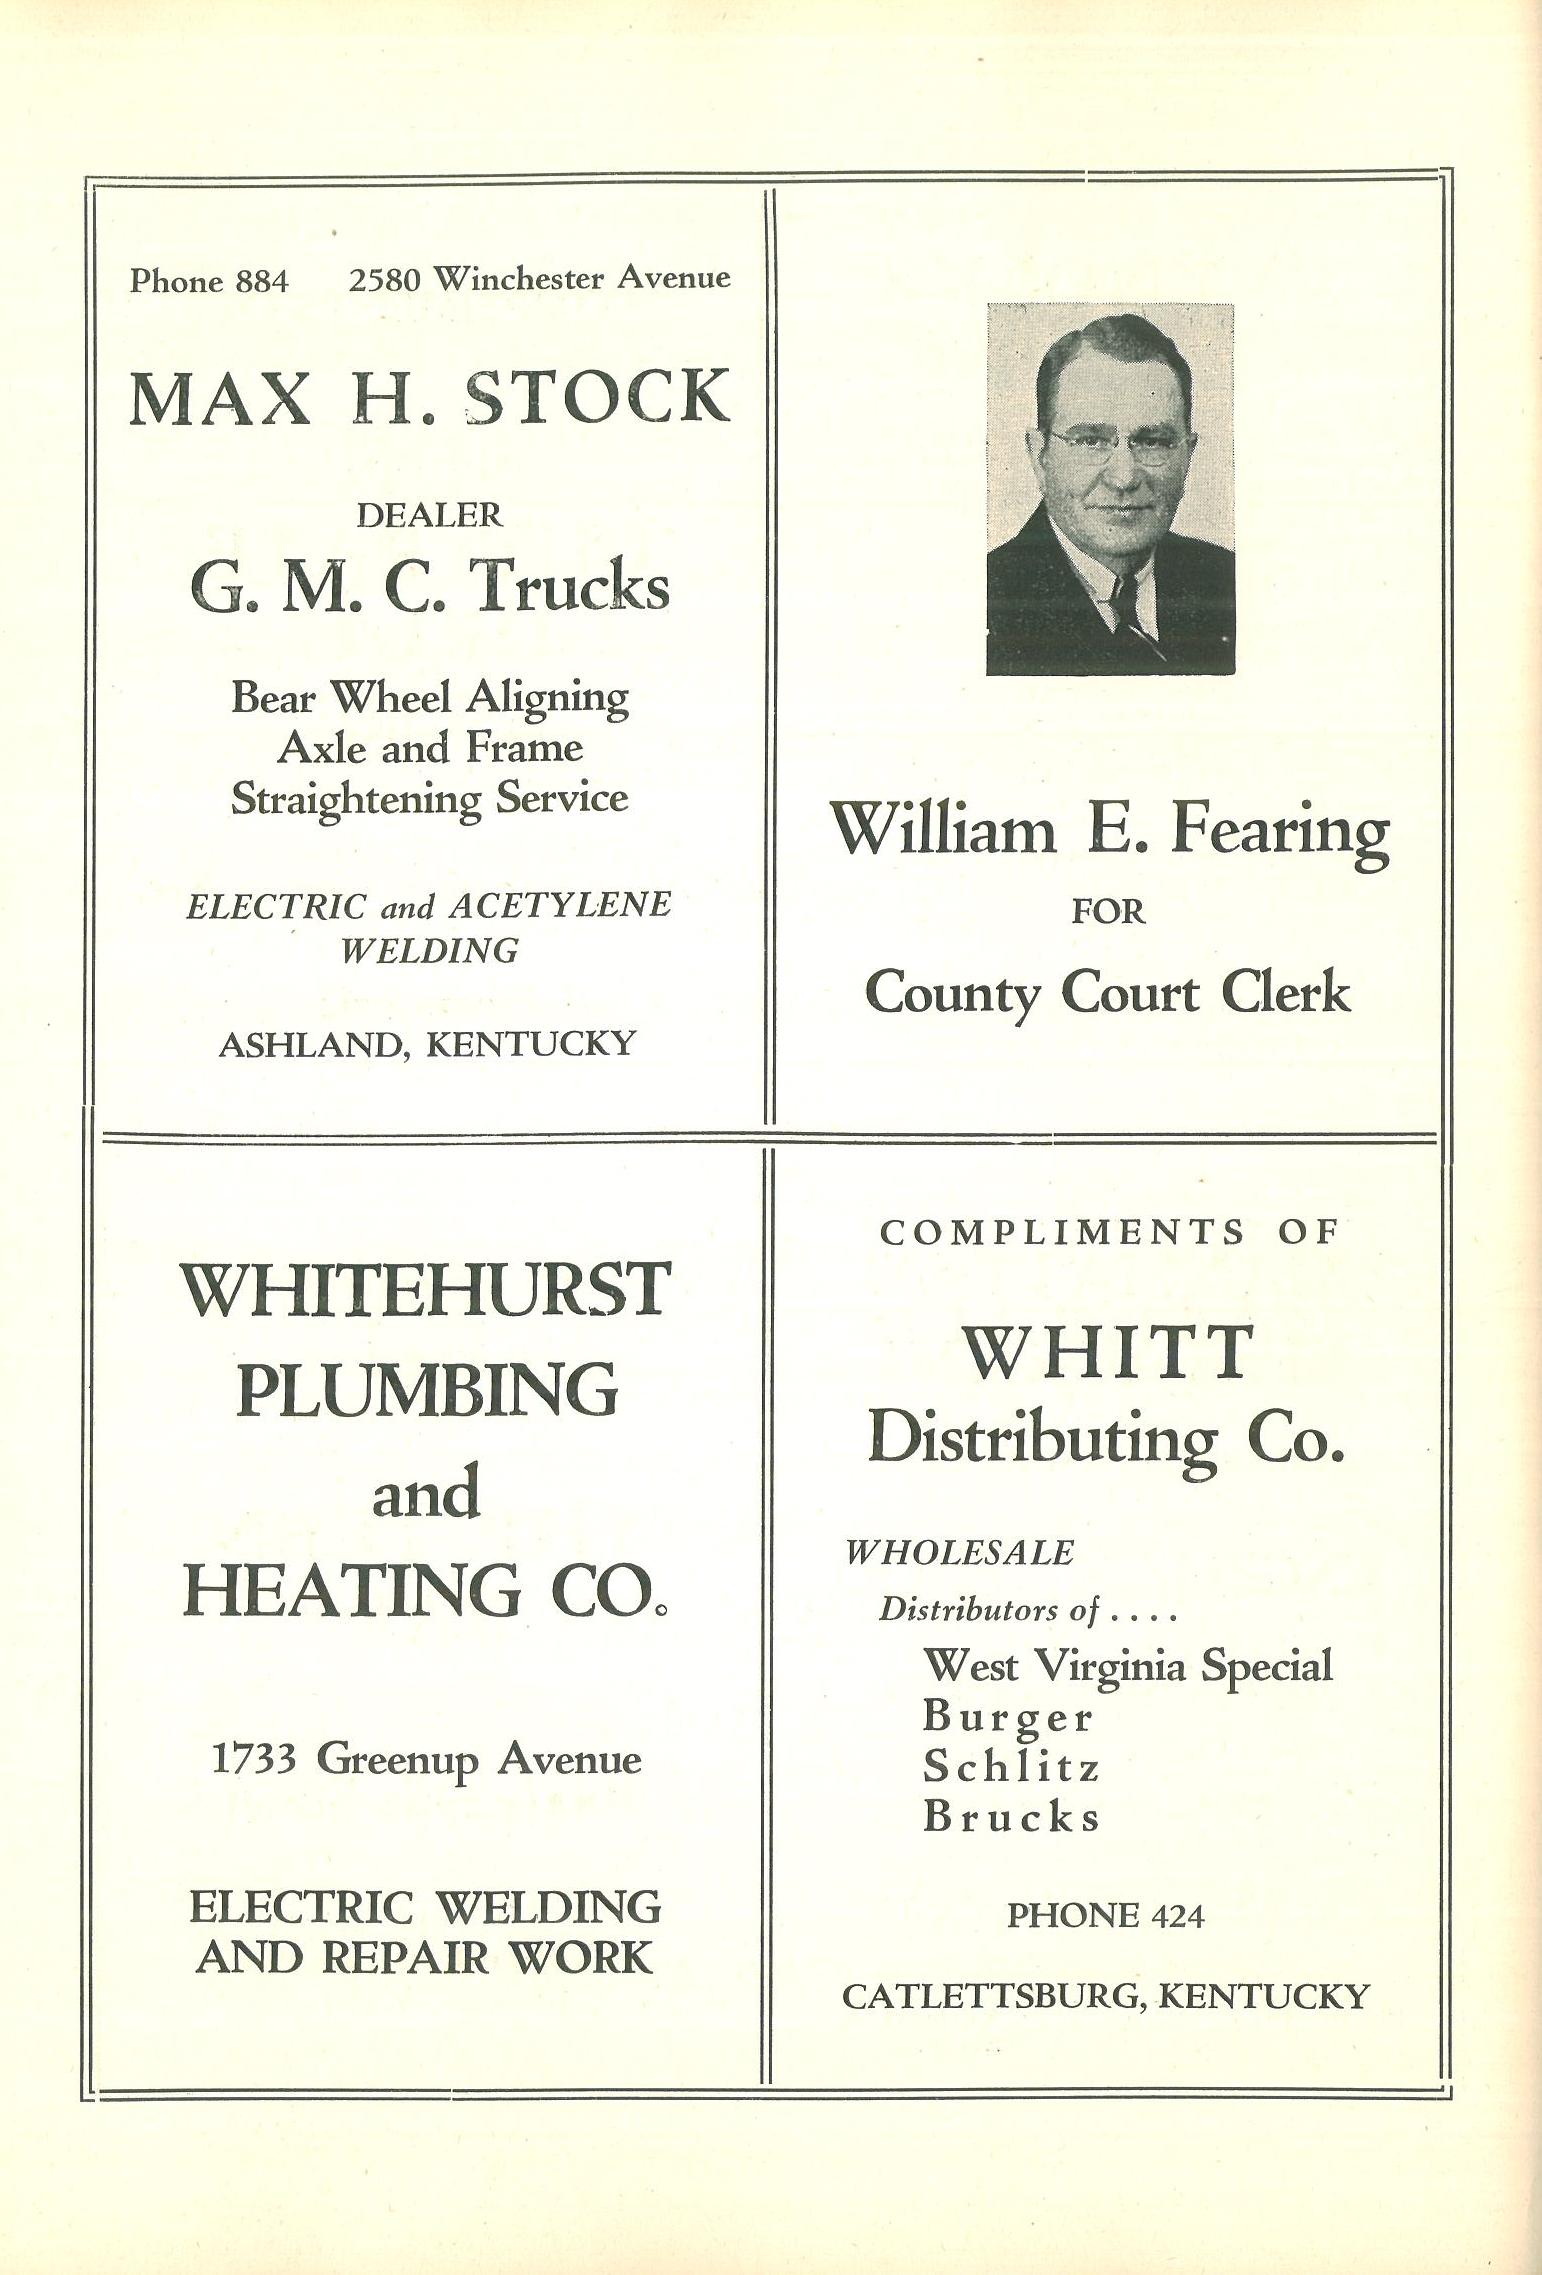 Phone 884 2580 Winchester Avenue
MAX H. STOCK
DEALER
G. M. C. Trucks
Bear Wheel Aligning
Axle and Frame
Straightening Service
ELECTRIC and ACETYLENE
WELDING
ASHLAND, KENTUCKY
William E. Fearing
FOR
County Court Clerk
WHITEHURST
PLUMBING
and
HEATING CO.
1733 Greenup Avenue
ELECTRIC WELDING
AND REPAIR WORK
COMPLIMENTS OF
WHITT
Distributing Co.
WHOLESALE
Distributors of . . . .
West Virginia Special
Burger
Schlitz
Brucks
PHONE 424
CATLETTSBURG, KENTUCKY